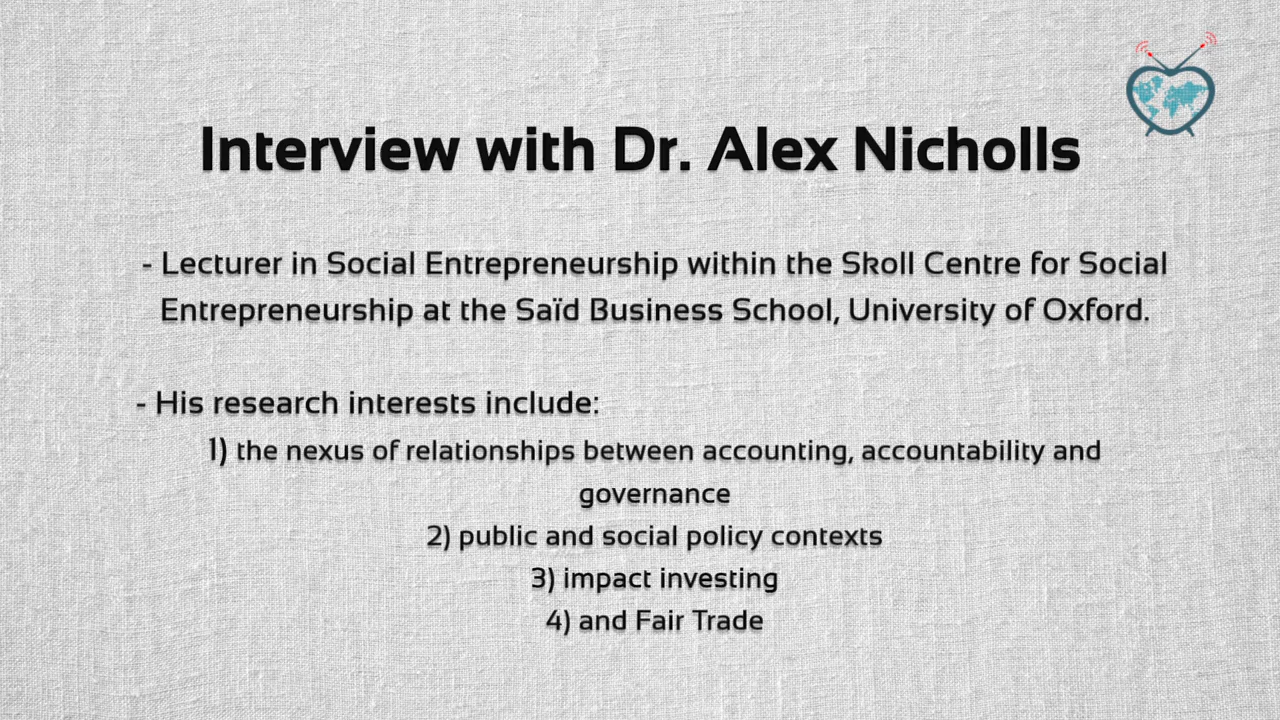 Interview with Dr. Alex Nicholls
- Lecturer in Social Entrepreneurship within the Skoll Centre for Social
Entrepreneurship at the Saïd Business School, University of Oxford.
- His research interests include:
1) the nexus of relationships between accounting, accountability and
governance
2) public and social policy contexts
3) impact investing
4) and Fair Trade